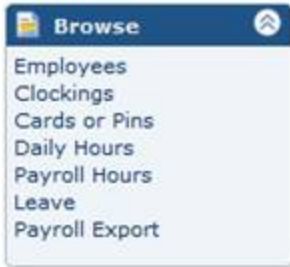 Browse
Employees
Clockings
Cards or Pins
Daily Hours
Payroll Hours
Leave
Payroll Export